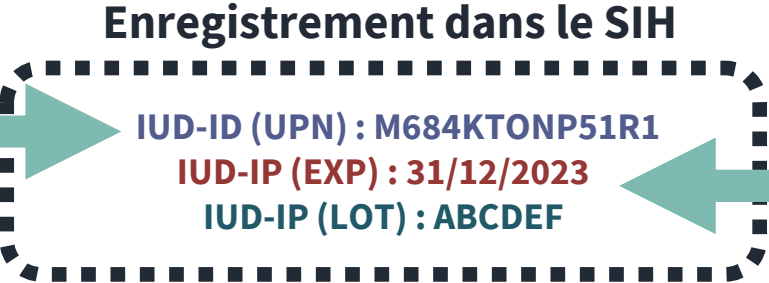 Enregistrement dans le SIH
IUD-ID (UPN) : M684KTONP51R1
IUD-IP (EXP) : 31/12/2023
IUD-IP (LOT) : ABCDEF